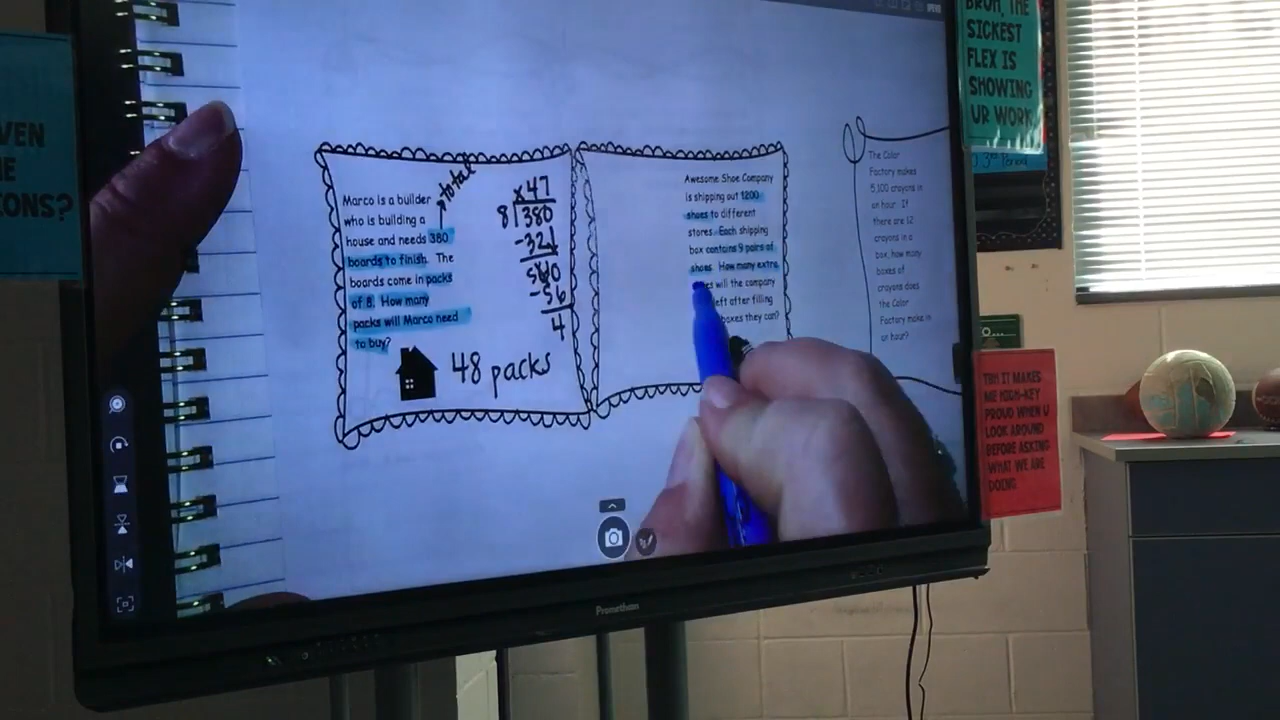 VEN
BRUH, THE
SICKEST
FLEX IS
SHOWING
UR WORK
3rd Period
Marco is a builder
who is building a
house and needs 380
boards to finish. The
boards come in packs
of 8. How many
packs will Marco need
to buy?
total
x47
8 380
-32
-56
4
48 packs
Awesome Shoe Company
is shipping out 1200
shoes to different
stores. Each shipping
box contains 9 pairs of
shoes. How many extra
will the company
left after filling
boxes they can?
The Color
Factory makes
5,100 crayons in
an hour. If
there are 12
crayons in a
box, how many
boxes of
crayons does
the Color
Factory make in
an hour?
TBH IT MAKES
ME HIGH-KEY
PROUD WHEN U
LOOK AROUND
BEFORE ASKING
WHAT WE ARE
DOING
Promethean